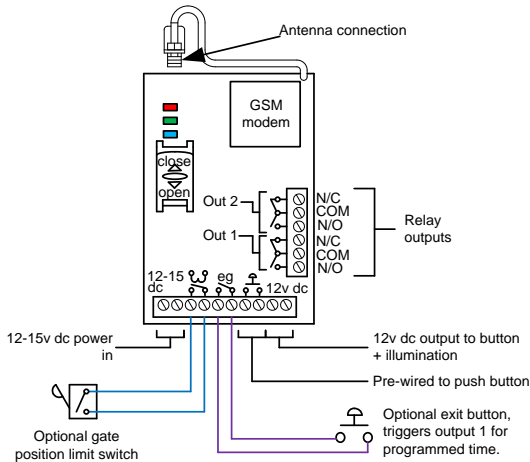 Antenna connection
GSM
modem
close
open
Out 2
Out 1
N/C
COM
N/O
N/C
COM
N/O
Relay
outputs
12-15
dc
eg
12v dc
12-15v dc power
in
12v dc output to button
+ illumination
Pre-wired to push button
Optional gate
position limit switch
Optional exit button,
triggers output 1 for
programmed time.